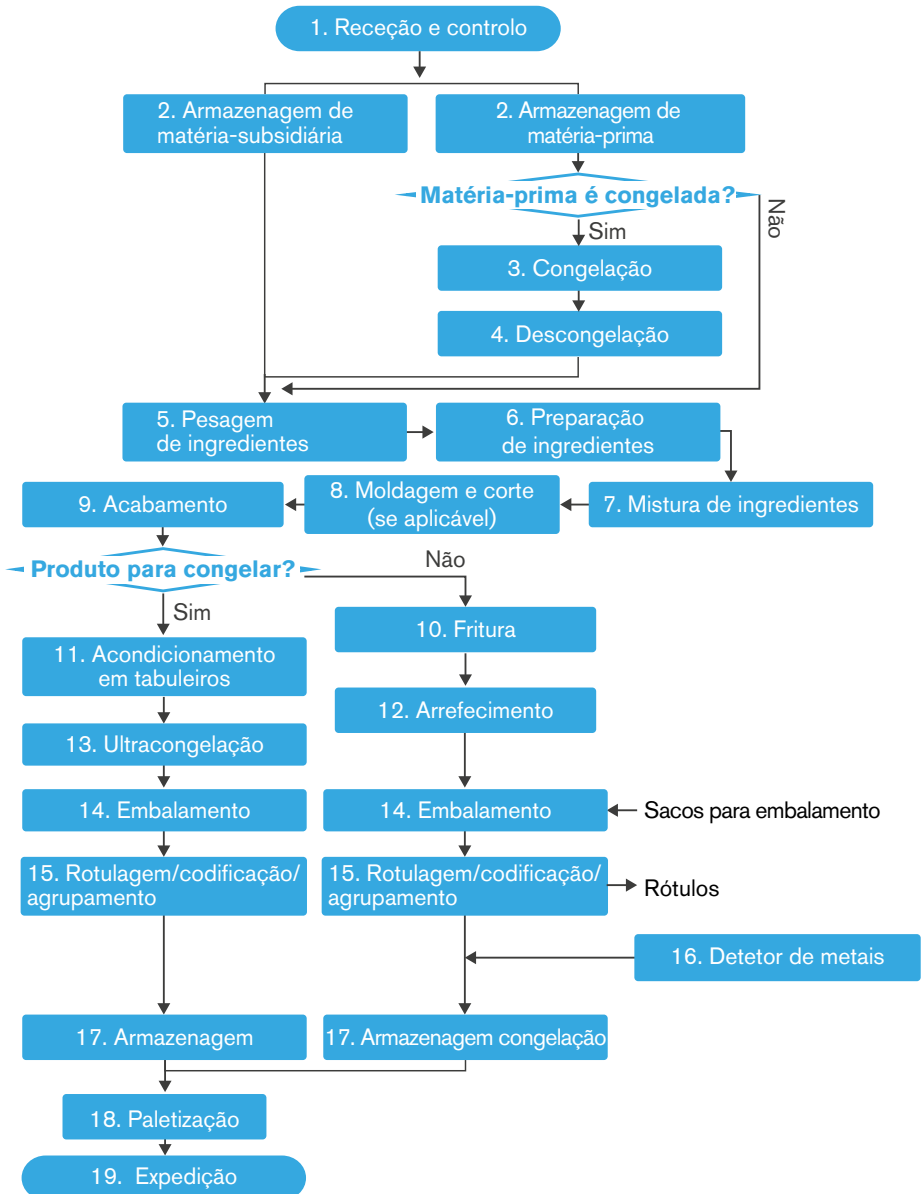 1. Receção e controlo
2. Armazenagem de
matéria-subsidiária
2. Armazenagem de
matéria-prima
Matéria-prima é congelada?
Não
Sim
3. Congelação
4. Descongelação
5. Pesagem
de ingredientes
6. Preparação
de ingredientes
7. Mistura de ingredientes
8. Moldagem e corte
(se aplicável)
9. Acabamento
Produto para congelar?
Não
Sim
10. Fritura
11. Acondicionamento
em tabuleiros
12. Arrefecimento
13. Ultracongelação
14. Embalamento
14. Embalamento
Sacos para embalamento
15. Rotulagem/codificação/
agrupamento
15. Rotulagem/codificação/
agrupamento
Rótulos
16. Detetor de metais
17. Armazenagem
17. Armazenagem congelação
18. Paletização
19. Expedição